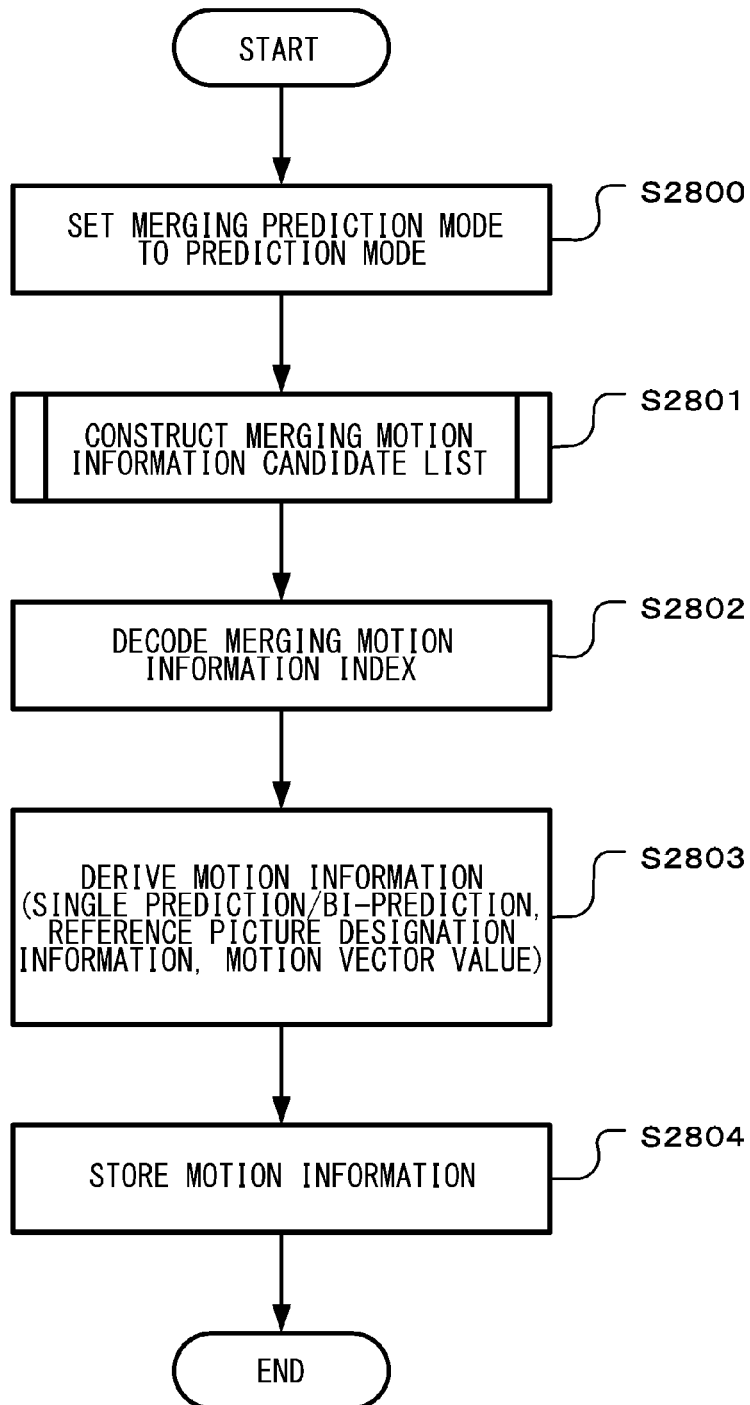 START
S2800
SET MERGING PREDICTION MODE
TO PREDICTION MODE
S2801
CONSTRUCT MERGING MOTION
INFORMATION CANDIDATE LIST
S2802
DECODE MERGING MOTION
INFORMATION INDEX
S2803
DERIVE MOTION INFORMATION
(SINGLE PREDICTION/BI-PREDICTION,
REFERENCE PICTURE DESIGNATION
INFORMATION, MOTION VECTOR VALUE)
S2804
STORE MOTION INFORMATION
END